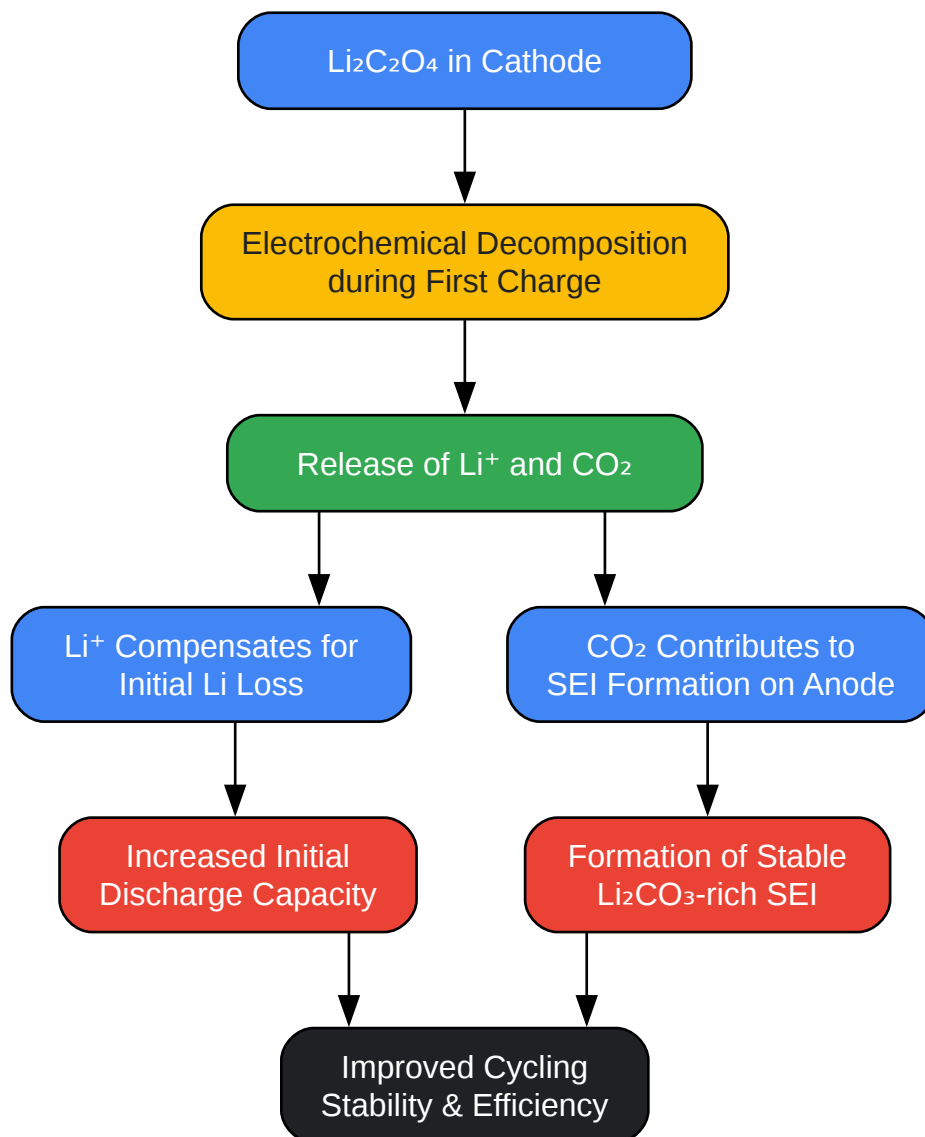 Li₂C₂O₄ in Cathode
Electrochemical Decomposition
during First Charge
Release of Li⁺ and CO₂
Li⁺ Compensates for
Initial Li Loss
CO₂ Contributes to
SEI Formation on Anode
Increased Initial
Discharge Capacity
Formation of Stable
Li₂CO₃-rich SEI
Improved Cycling
Stability & Efficiency